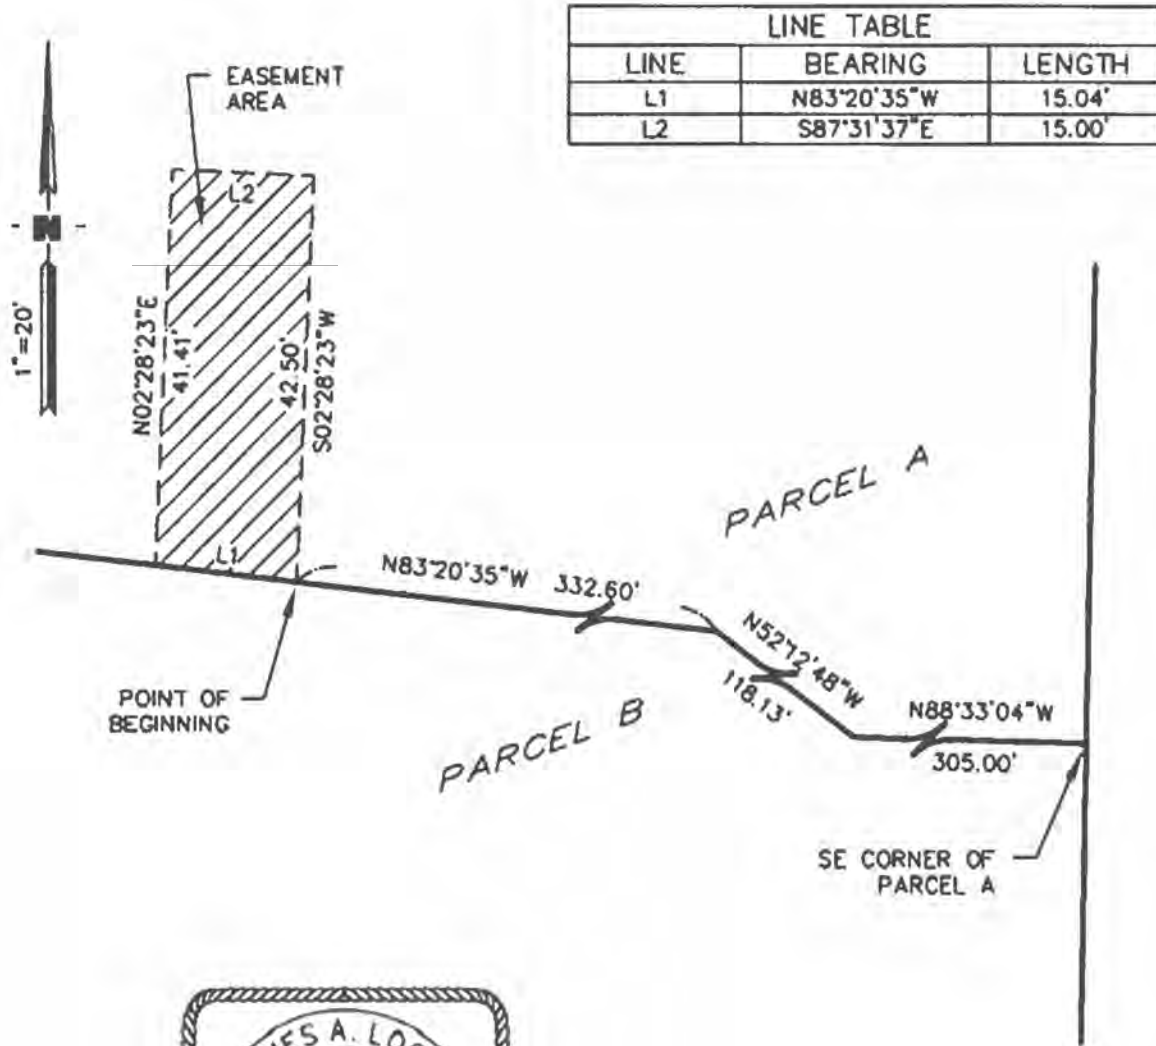 LINE TABLE
LINE BEARING LENGTH
L1 N83°20'35"W 15.04'
L2 S87°31'37"E 15.00'
EASEMENT
AREA
L2
N
1"=20'
N02°28'23"E
41.41'
42.50'
S02°28'23"W
L1
PARCEL A
N83°20'35"W 332.60'
N52°12'48"W
118.13'
N88°33'04"W
305.00'
POINT OF
BEGINNING
PARCEL B
SE CORNER OF
PARCEL A
A. LO